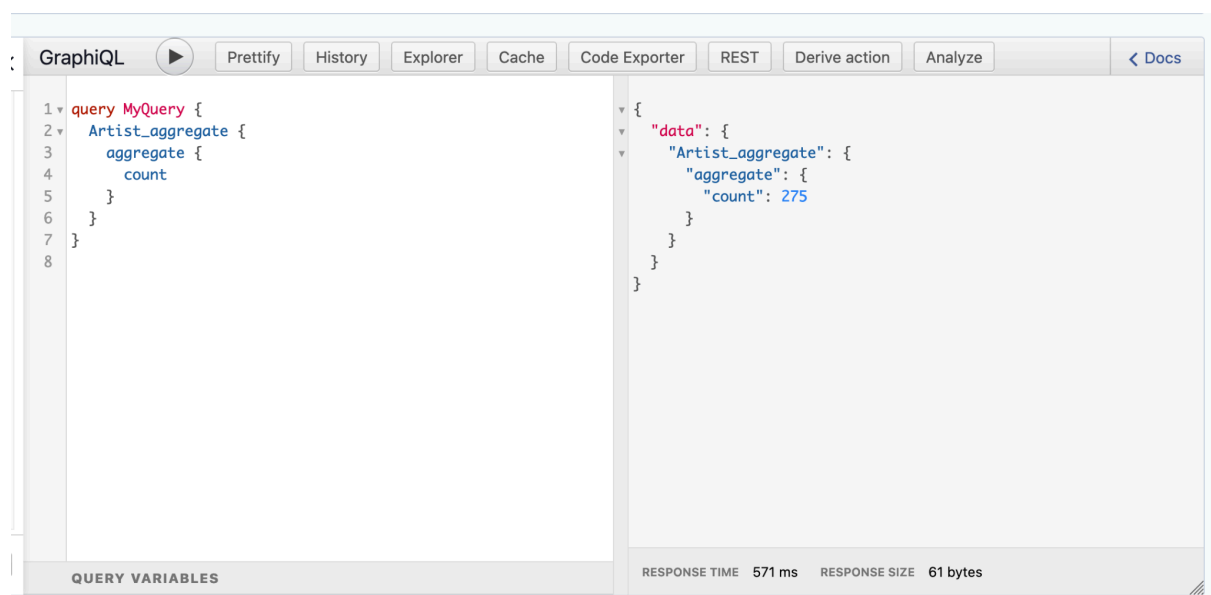 GraphiQL Prettify History Explorer Cache Code Exporter REST Derive action Analyze < Docs
1 query MyQuery {
2 Artist_aggregate {
3 aggregate {
4 count
5 }
6 }
7 }
8
{
"data": {
"Artist_aggregate": {
"aggregate": {
"count": 275
}
}
}
}
QUERY VARIABLES
RESPONSE TIME 571 ms RESPONSE SIZE 61 bytes